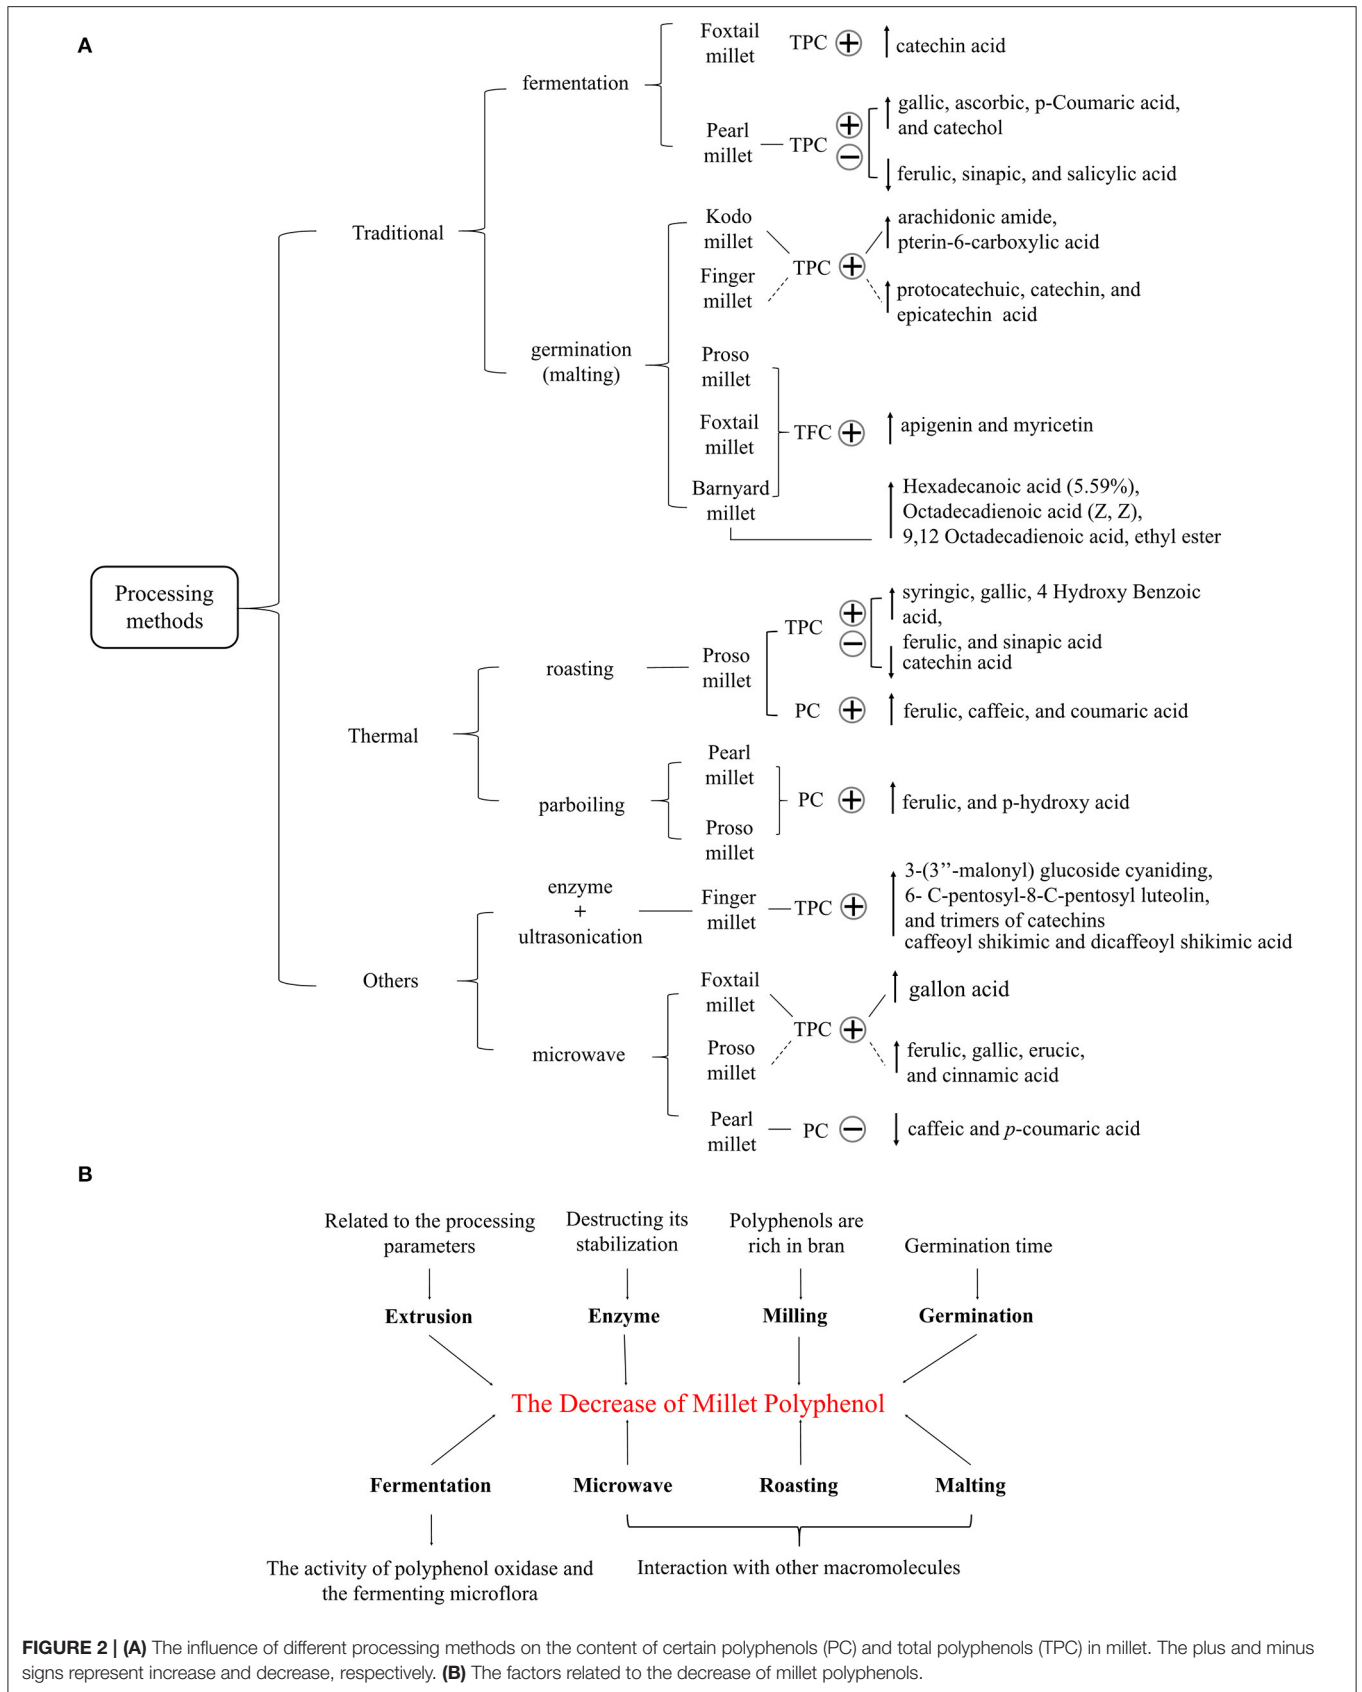 A
Foxtail
millet
TPC
catechin acid
fermentation
Pearl
millet
TPC
gallic, ascorbic, p-Coumaric acid,
and catechol
ferulic, sinapic, and salicylic acid
Traditional
Kodo
millet
Finger
millet
TPC
arachidonic amide,
pterin-6-carboxylic acid
protocatechuic, catechin, and
epicatechin acid
germination
(malting)
Proso
millet
Foxtail
millet
Barnyard
millet
TFC
apigenin and myricetin
Hexadecanoic acid (5.59%),
Octadecadienoic acid (Z, Z),
9,12 Octadecadienoic acid, ethyl ester
Processing
methods
Thermal
roasting
Proso
millet
TPC
syringic, gallic, 4 Hydroxy Benzoic
acid,
ferulic, and sinapic acid
catechin acid
PC
ferulic, caffeic, and coumaric acid
parboiling
Pearl
millet
Proso
millet
PC
ferulic, and p-hydroxy acid
Others
enzyme
+
ultrasonication
Finger
millet
TPC
3-(3’’-malonyl) glucoside cyaniding,
6- C-pentosyl-8-C-pentosyl luteolin,
and trimers of catechins
caffeoyl shikimic and dicaffeoyl shikimic acid
microwave
Foxtail
millet
Proso
millet
TPC
gallon acid
ferulic, gallic, erucic,
and cinnamic acid
Pearl
millet
PC
caffeic and p-coumaric acid
B
Related to the processing
parameters
Destructing its
stabilization
Polyphenols are
rich in bran
Germination time
Extrusion
Enzyme
Milling
Germination
The Decrease of Millet Polyphenol
Fermentation
Microwave
Roasting
Malting
The activity of polyphenol oxidase and
the fermenting microflora
Interaction with other macromolecules
FIGURE 2 | (A) The influence of different processing methods on the content of certain polyphenols (PC) and total polyphenols (TPC) in millet. The plus and minus
signs represent increase and decrease, respectively. (B) The factors related to the decrease of millet polyphenols.